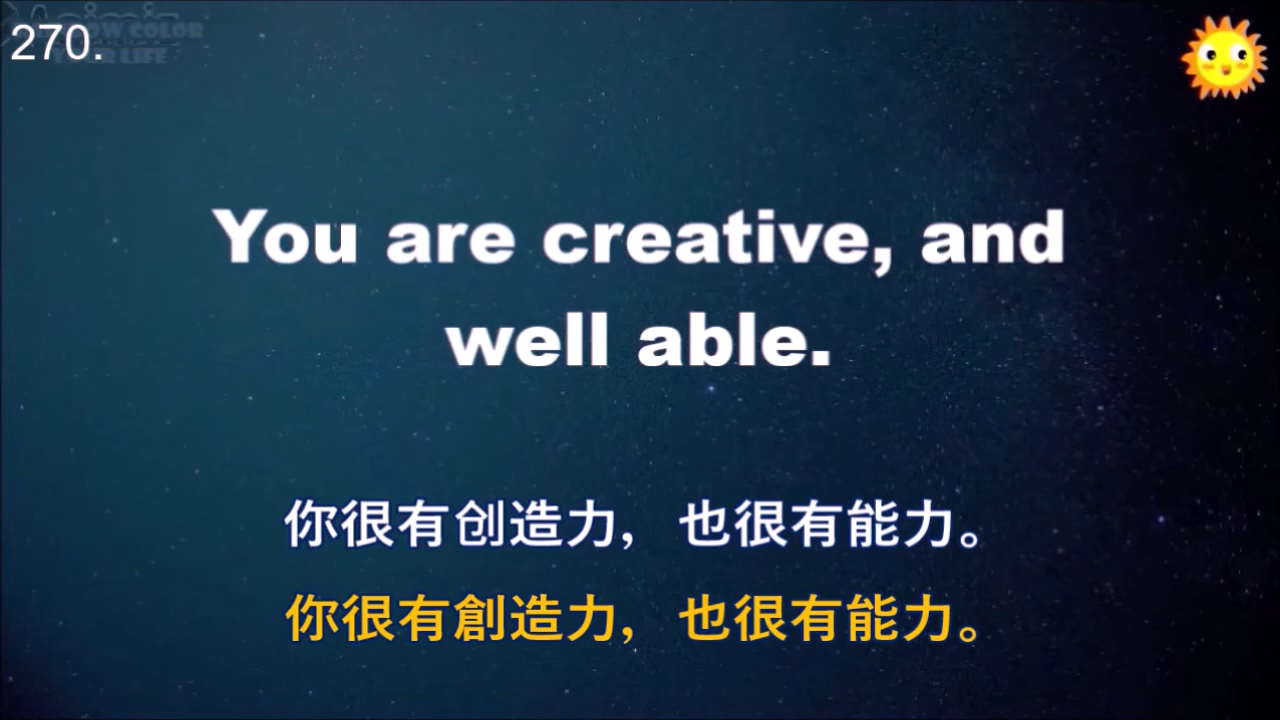 270.
You are creative, and
well able.
你很有创造力，也很有能力。
你很有創造力，也很有能力。